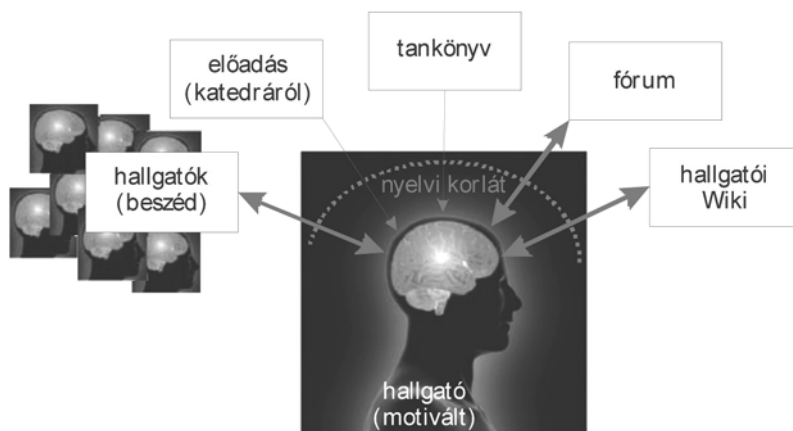 előadás
(katedráról)
tankönyv
fórum
hallgatók
(beszéd)
nyelvi korlát
hallgatói
Wiki
hallgató
(motivált)